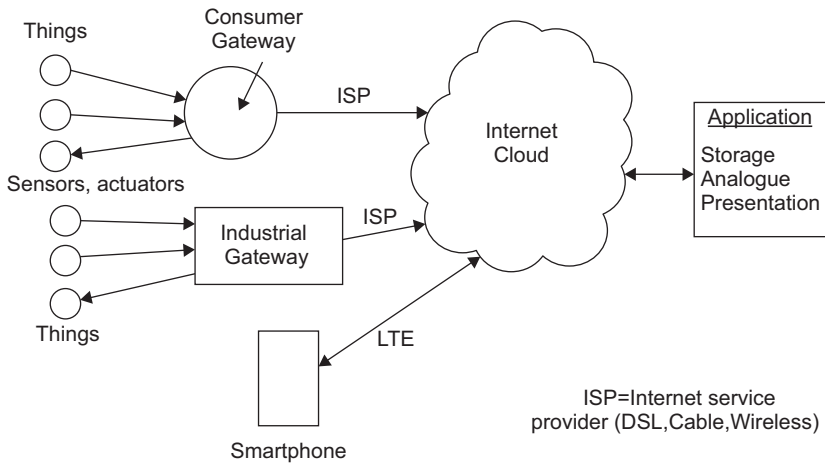 Things
Consumer
Gateway
ISP
Sensors, actuators
Industrial
Gateway
ISP
Things
Internet
Cloud
Application
Storage
Analogue
Presentation
LTE
Smartphone
ISP=Internet service
provider (DSL,Cable,Wireless)